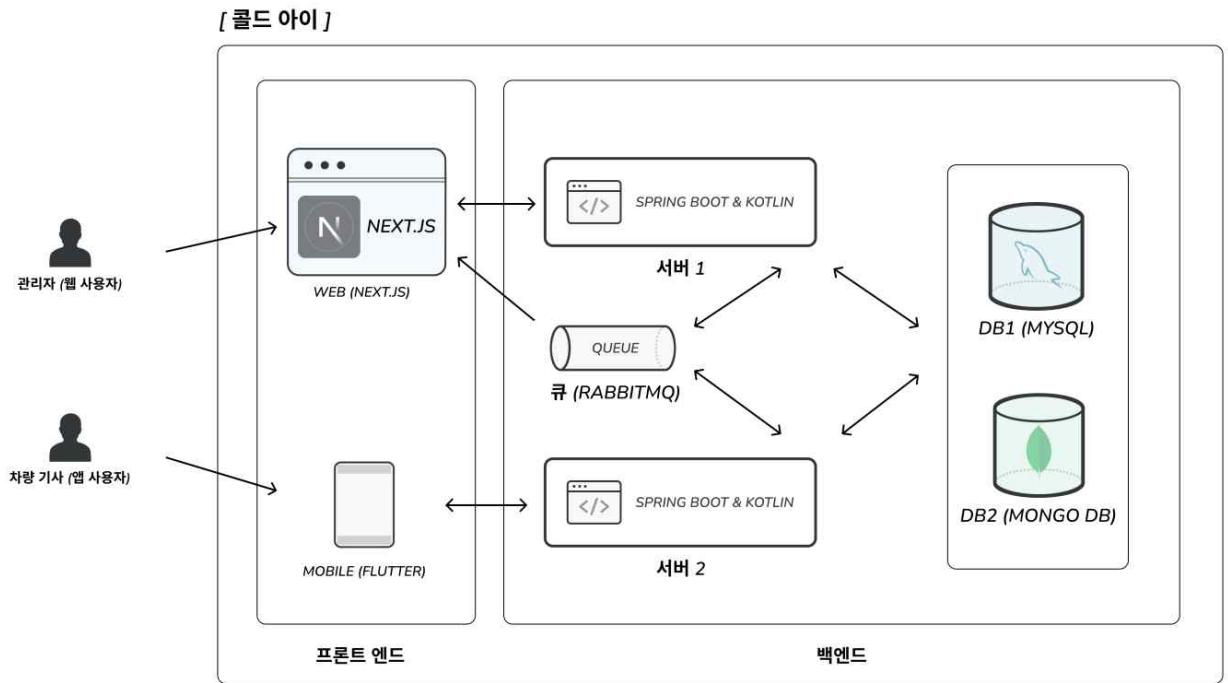 [ 콜드 아이 ]
NEXT.JS
WEB (NEXT.JS)
관리자 (웹 사용자)
SPRING BOOT & KOTLIN
서버 1
QUEUE
큐 (RABBITMQ)
DB1 (MYSQL)
차량 기사 (앱 사용자)
MOBILE (FLUTTER)
SPRING BOOT & KOTLIN
서버 2
DB2 (MONGO DB)
프론트 엔드
백엔드